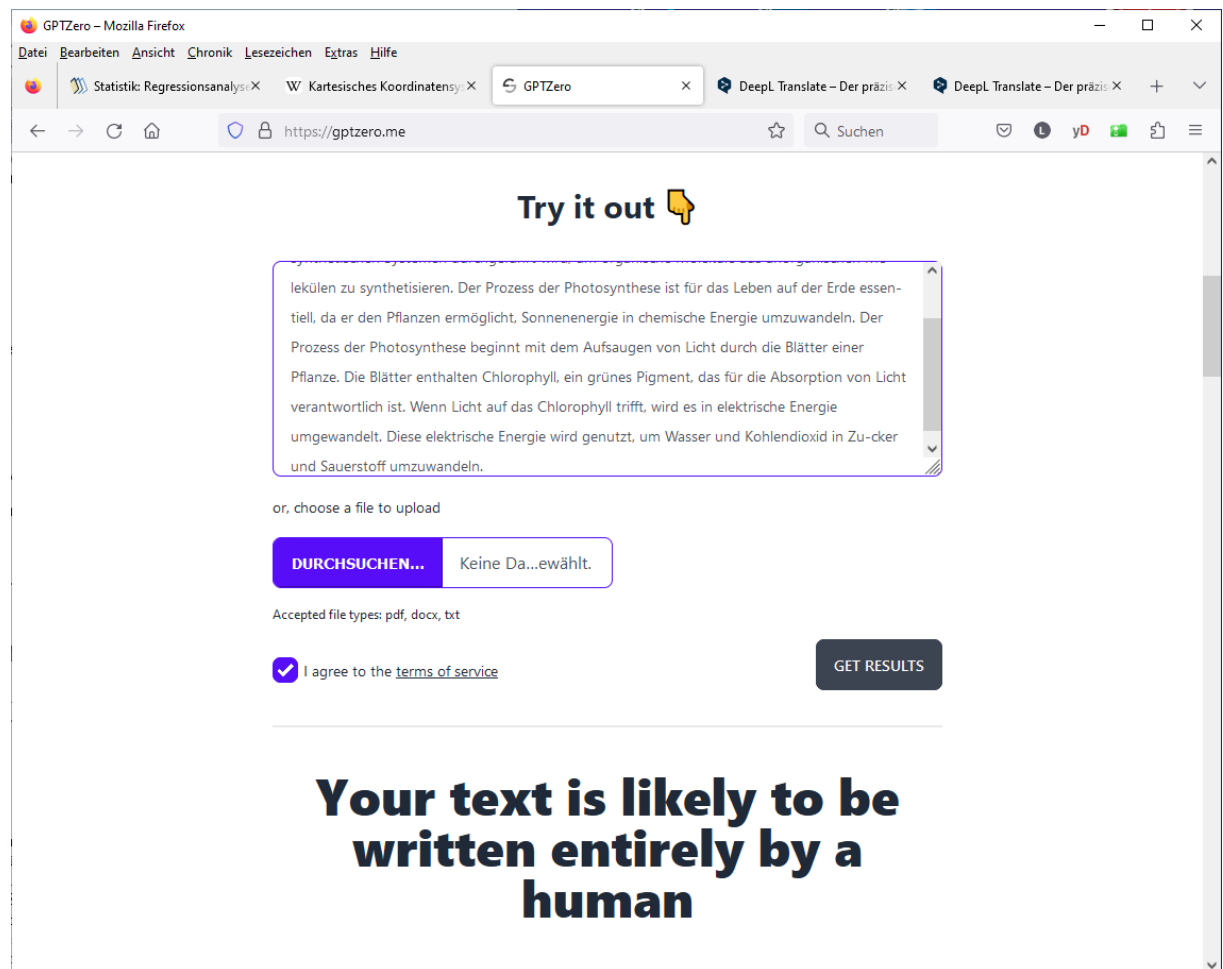 GPTZero – Mozilla Firefox
Datei Bearbeiten Ansicht Chronik Lesezeichen Extras Hilfe
Statistik: Regressionsanalyse
W Kartesisches Koordinatensy
GPTZero
DeepL Translate – Der präzis
DeepL Translate – Der präzis
https://gptzero.me
Suchen
L
yD
Try it out
lekülen zu synthetisieren. Der Prozess der Photosynthese ist für das Leben auf der Erde essen-
tiell, da er den Pflanzen ermöglicht, Sonnenenergie in chemische Energie umzuwandeln. Der
Prozess der Photosynthese beginnt mit dem Aufsaugen von Licht durch die Blätter einer
Pflanze. Die Blätter enthalten Chlorophyll, ein grünes Pigment, das für die Absorption von Licht
verantwortlich ist. Wenn Licht auf das Chlorophyll trifft, wird es in elektrische Energie
umgewandelt. Diese elektrische Energie wird genutzt, um Wasser und Kohlendioxid in Zu-cker
und Sauerstoff umzuwandeln.
or, choose a file to upload
DURCHSUCHEN... Keine Da...ewählt.
Accepted file types: pdf, docx, txt
I agree to the terms of service
GET RESULTS
Your text is likely to be
written entirely by a
human